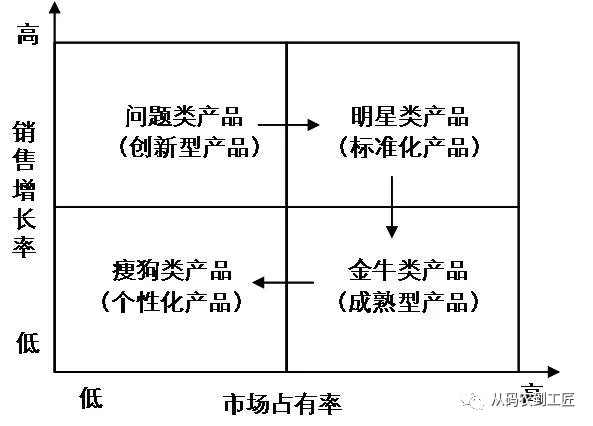 高
问题类产品
（创新型产品）
明星类产品
（标准化产品）
销售增长率
瘦狗类产品
（个性化产品）
金牛类产品
（成熟型产品）
低
低
市场占有率
高
从码农到工匠